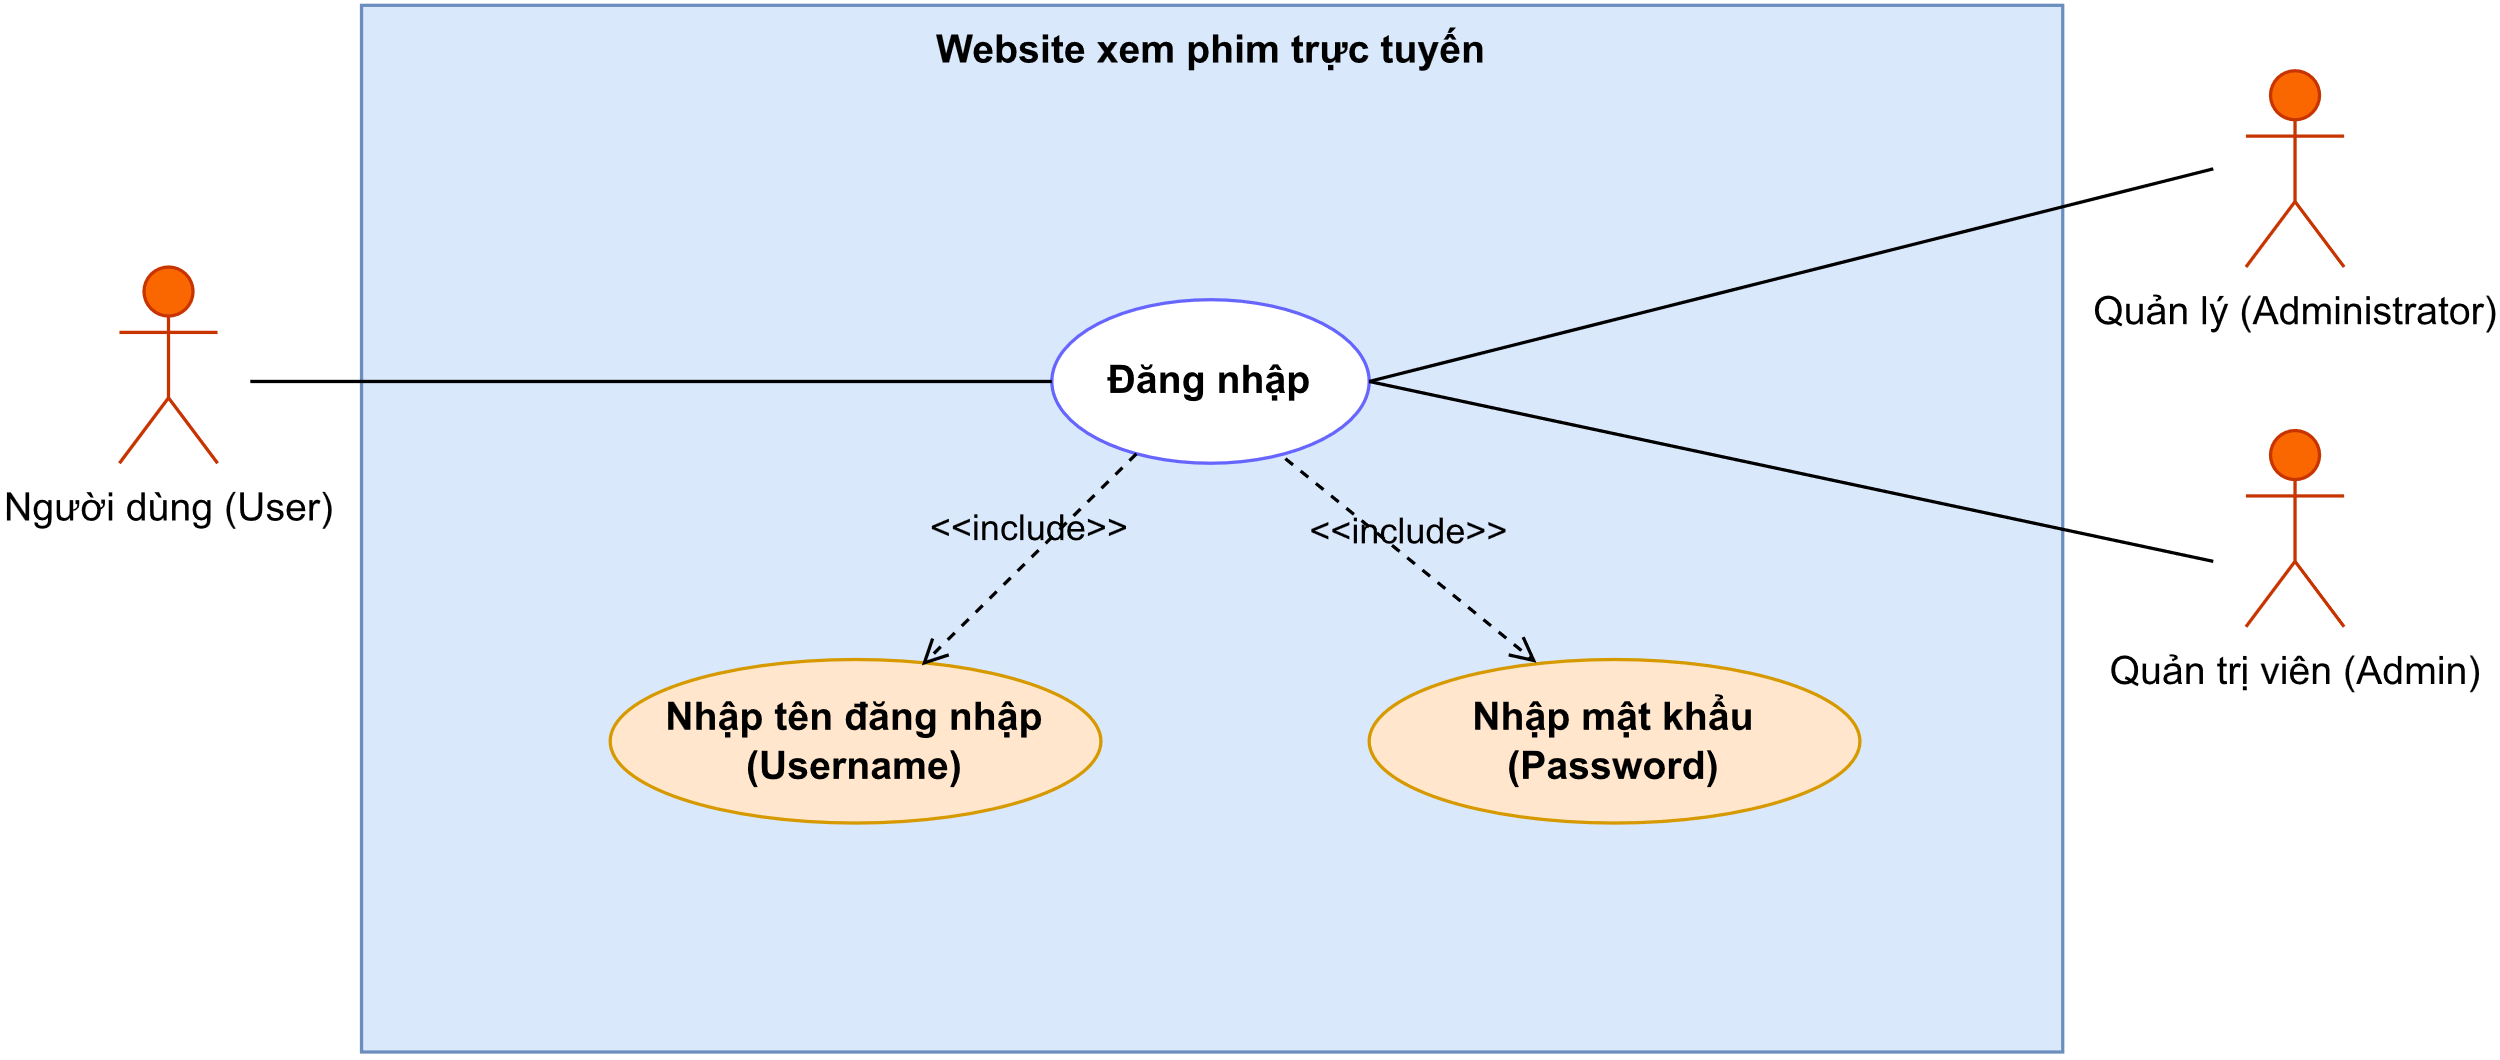 Website xem phim trực tuyến
Quản lý (Administrator)
Đăng nhập
Người dùng (User)
<<include>>
<<include>>
Quản trị viên (Admin)
Nhập tên đăng nhập
(Username)
Nhập mật khẩu
(Password)